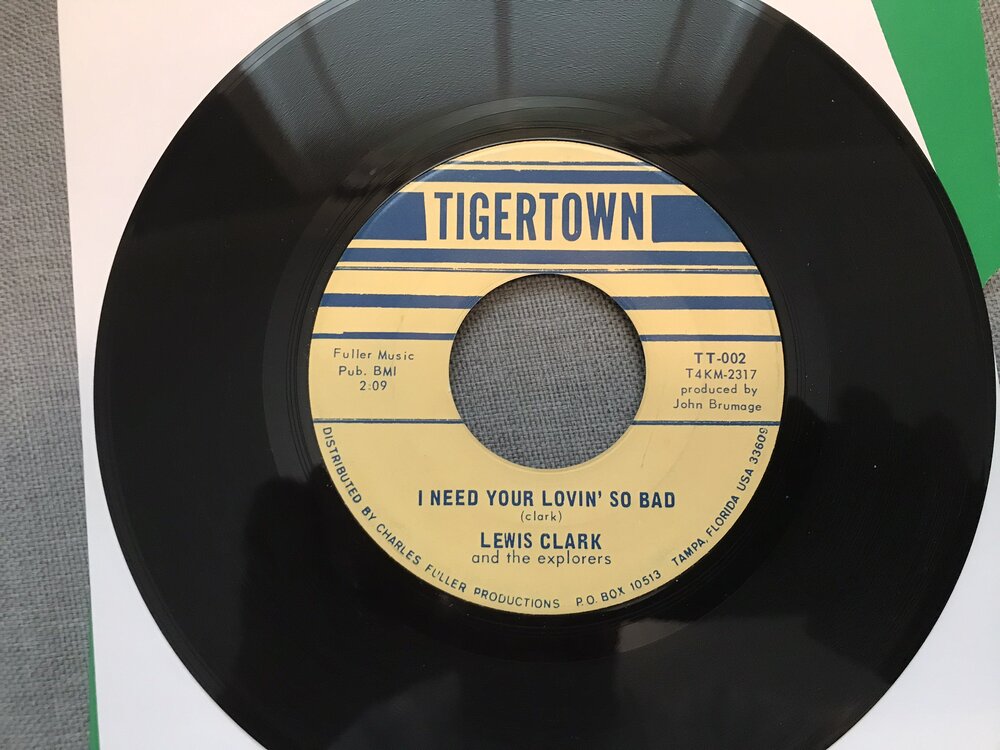 TIGERTOWN
Fuller Music
Pub. BMI
2:09
TT-002
T4KM-2317
produced by
John Brumage
I NEED YOUR LOVIN' SO BAD
(clark)
LEWIS CLARK
and the explorers
DISTRIBUTED BY CHARLES FULLER PRODUCTIONS P.O. BOX 10513 TAMPA, FLORIDA USA 33609